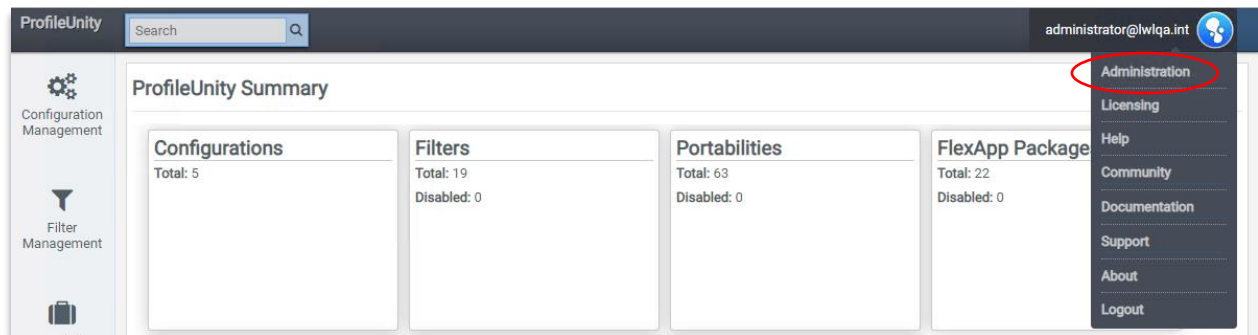 ProfileUnity
Search
administrator@lwlqa.int
Configuration
Management
Filter
Management
ProfileUnity Summary
Configurations
Total: 5
Filters
Total: 19
Disabled: 0
Portabilities
Total: 63
Disabled: 0
FlexApp Package
Total: 22
Disabled: 0
Administration
Licensing
Help
Community
Documentation
Support
About
Logout